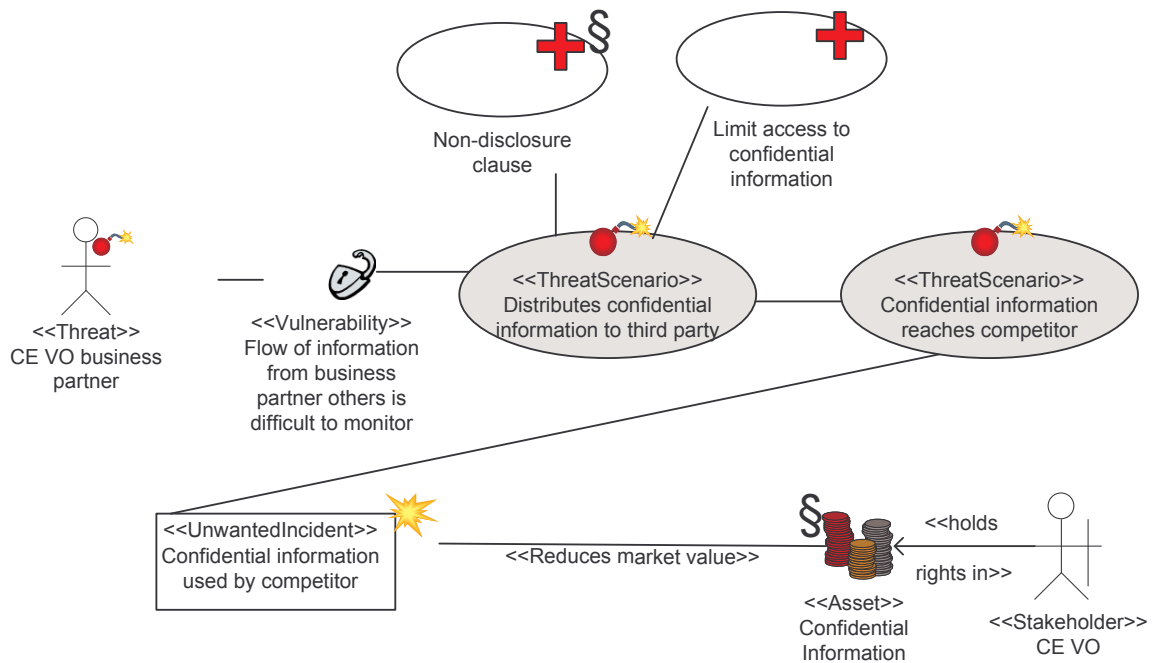 §
Non-disclosure
clause
Limit access to
confidential
information
<<Threat>>
CE VO business
partner
<<Vulnerability>>
Flow of information
from business
partner others is
difficult to monitor
<<ThreatScenario>>
Distributes confidential
information to third party
<<ThreatScenario>>
Confidential information
reaches competitor
<<UnwantedIncident>>
Confidential information
used by competitor
<<Reduces market value>>
§
<<Asset>>
Confidential
Information
<<holds
rights in>>
<<Stakeholder>>
CE VO